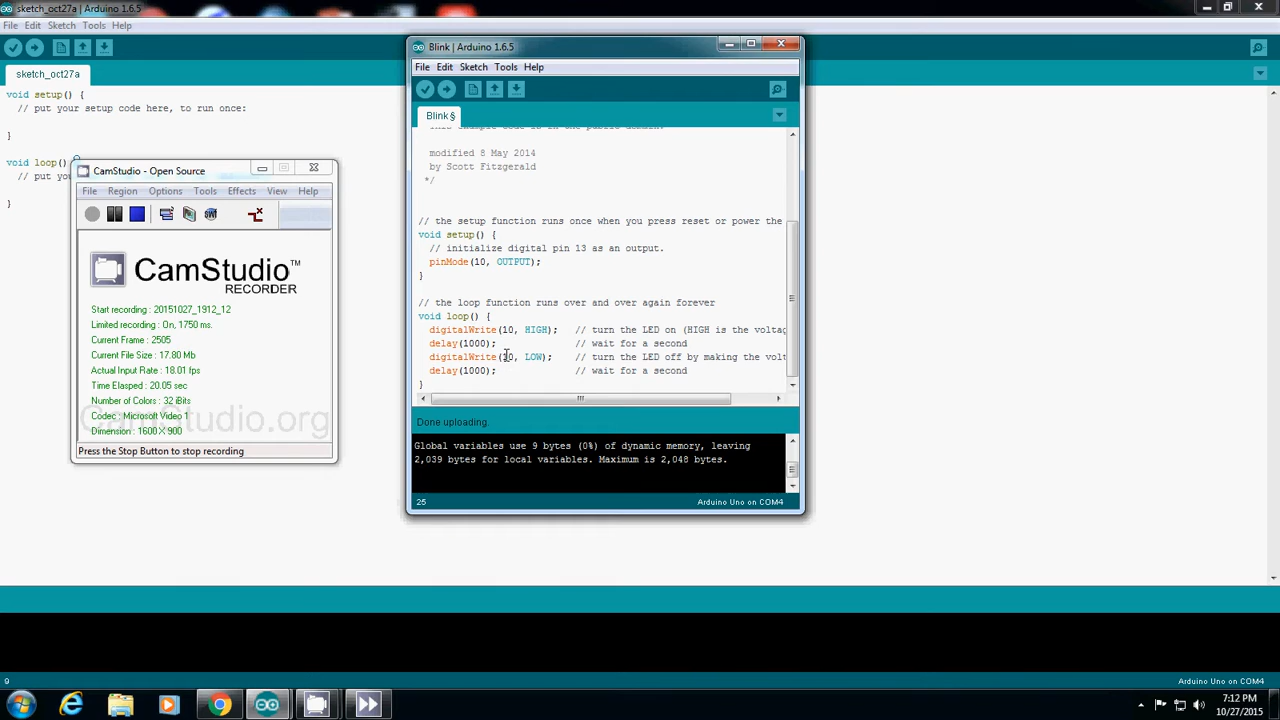 sketch_oct27a | Arduino 1.6.5
File Edit Sketch Tools Help
sketch_oct27a
void setup() {
// put your setup code here, to run once:
}
void loop()
// put you
}
CamStudio - Open Source
File Region Options Tools Effects View Help
CamStudio™
RECORDER
Start recording : 20151027_1912_12
Limited recording : On, 1750 ms.
Current Frame : 2505
Current File Size : 17.80 Mb
Actual Input Rate : 18.01 fps
Time Elasped : 20.05 sec
Number of Colors : 32 iBits
Codec : Microsoft Video 1
Dimension : 1600 X 900
CamStudio.org
Press the Stop Button to stop recording
Blink | Arduino 1.6.5
File Edit Sketch Tools Help
Blink §
modified 8 May 2014
by Scott Fitzgerald
*/
// the setup function runs once when you press reset or power the
void setup() {
// initialize digital pin 13 as an output.
pinMode(10, OUTPUT);
}
// the loop function runs over and over again forever
void loop() {
digitalWrite(10, HIGH); // turn the LED on (HIGH is the voltag
delay(1000); // wait for a second
digitalWrite(10, LOW); // turn the LED off by making the volt
delay(1000); // wait for a second
}
Done uploading.
Global variables use 9 bytes (0%) of dynamic memory, leaving
2,039 bytes for local variables. Maximum is 2,048 bytes.
25 Arduino Uno on COM4
9 Arduino Uno on COM4
7:12 PM
10/27/2015